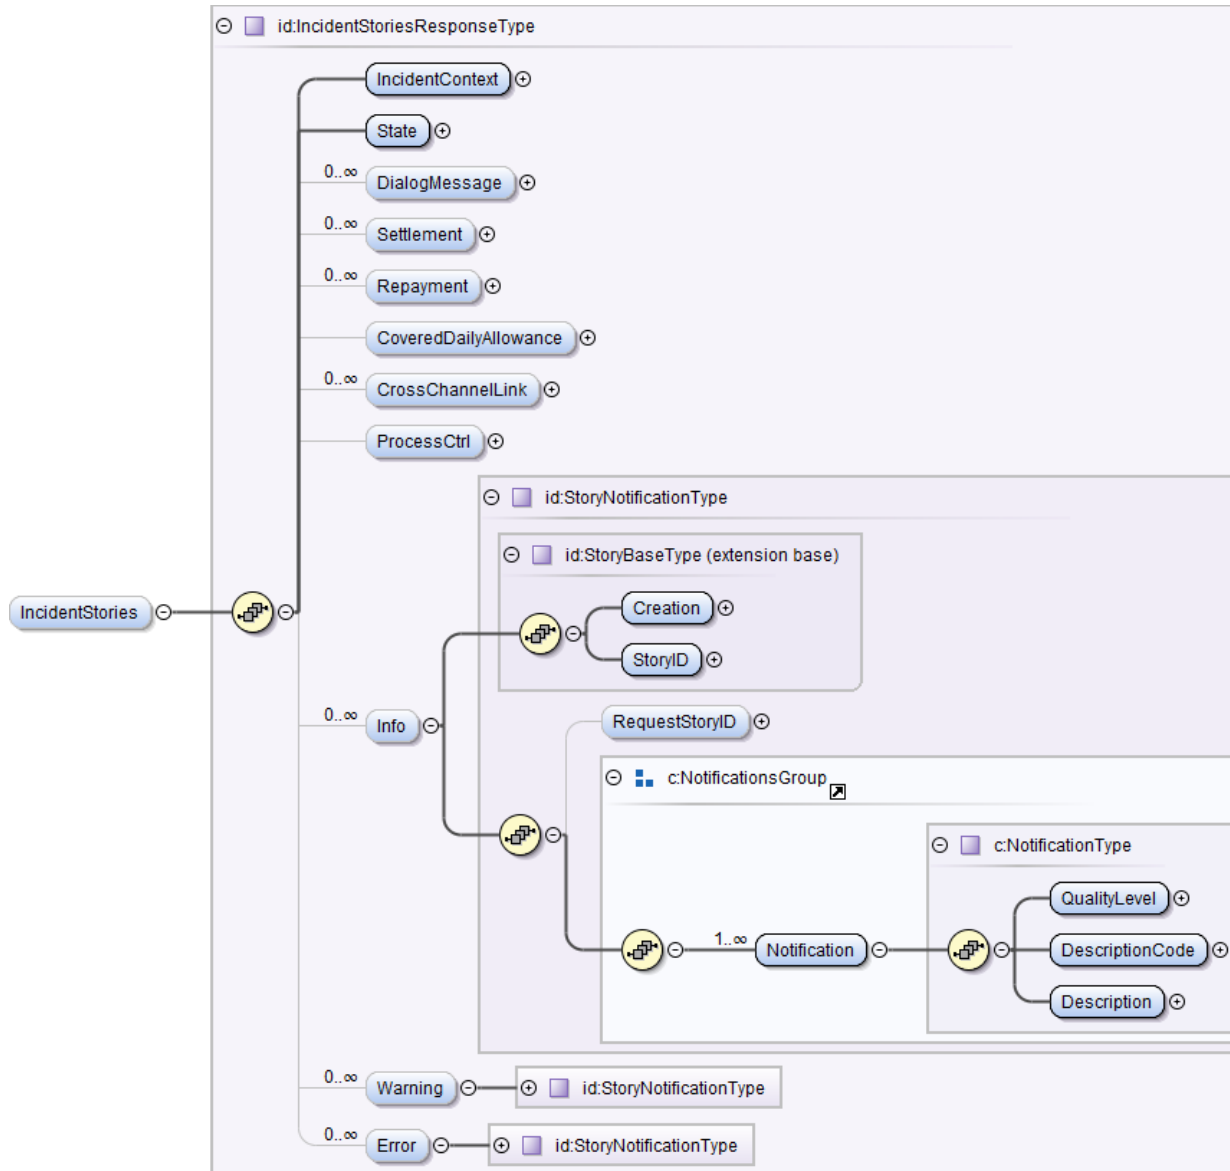 id:IncidentStoriesResponseType
IncidentContext
State
0..∞
DialogMessage
0..∞
Settlement
0..∞
Repayment
CoveredDailyAllowance
0..∞
CrossChannelLink
ProcessCtrl
id:StoryNotificationType
id:StoryBaseType (extension base)
Creation
IncidentStories
StoryID
0..∞
Info
RequestStoryID
c:NotificationsGroup
c:NotificationType
QualityLevel
1..∞
Notification
DescriptionCode
Description
0..∞
Warning
id:StoryNotificationType
0..∞
Error
id:StoryNotificationType